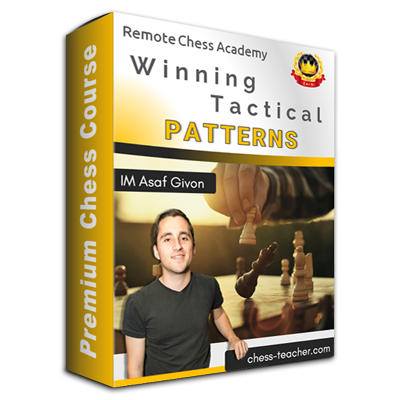 Remote Chess Academy
Winning
Tactical
PATTERNS
IM Asaf Givon
chess-teacher.com
Premium Chess Course